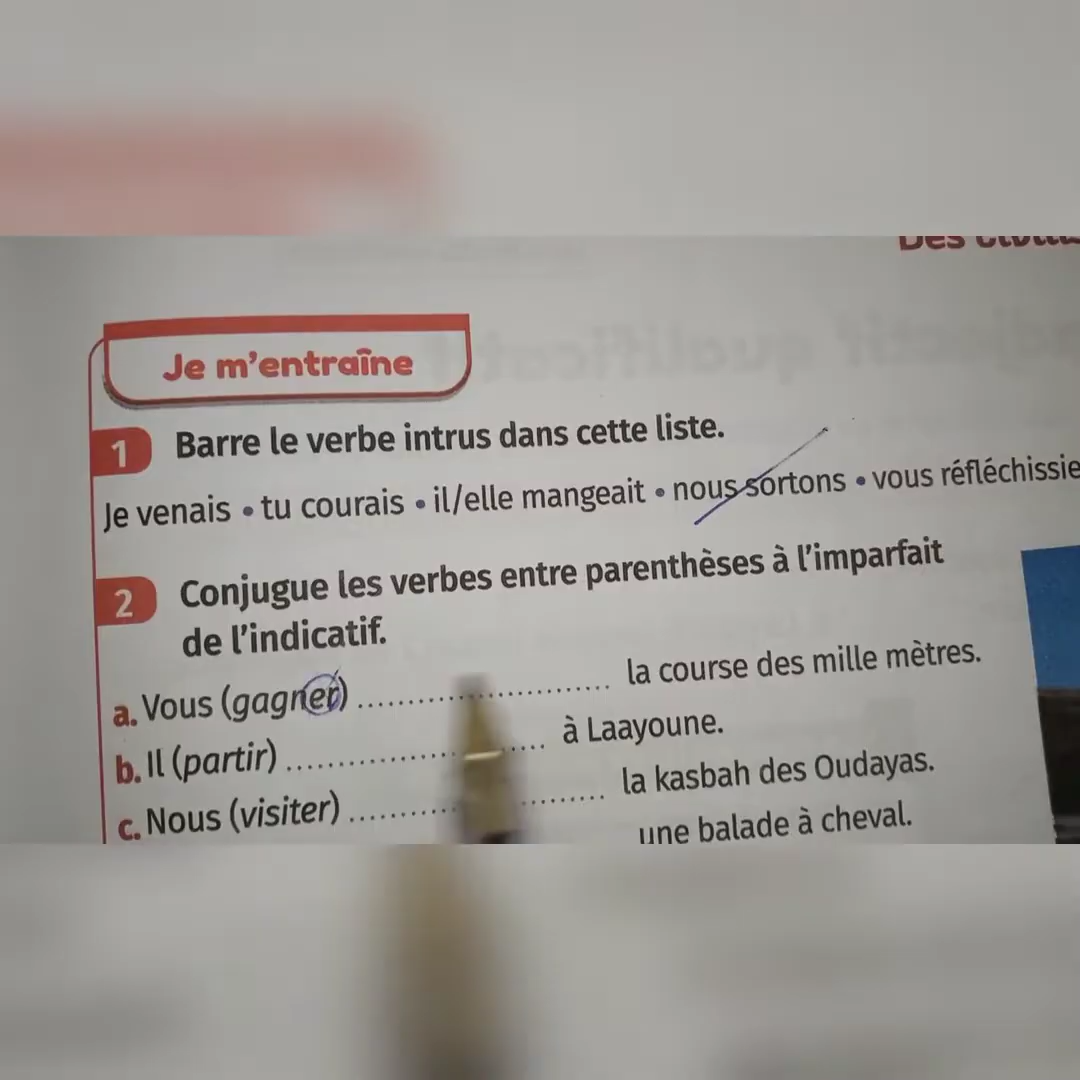 Je m'entraîne
1 Barre le verbe intrus dans cette liste.
Je venais • tu courais • il/elle mangeait • nous sortons • vous réfléchissie
2 Conjugue les verbes entre parenthèses à l'imparfait
de l'indicatif.
a. Vous (gagner) .............................. la course des mille mètres.
b. Il (partir) .............................. à Laayoune.
c. Nous (visiter) .............................. la kasbah des Oudayas.
une balade à cheval.